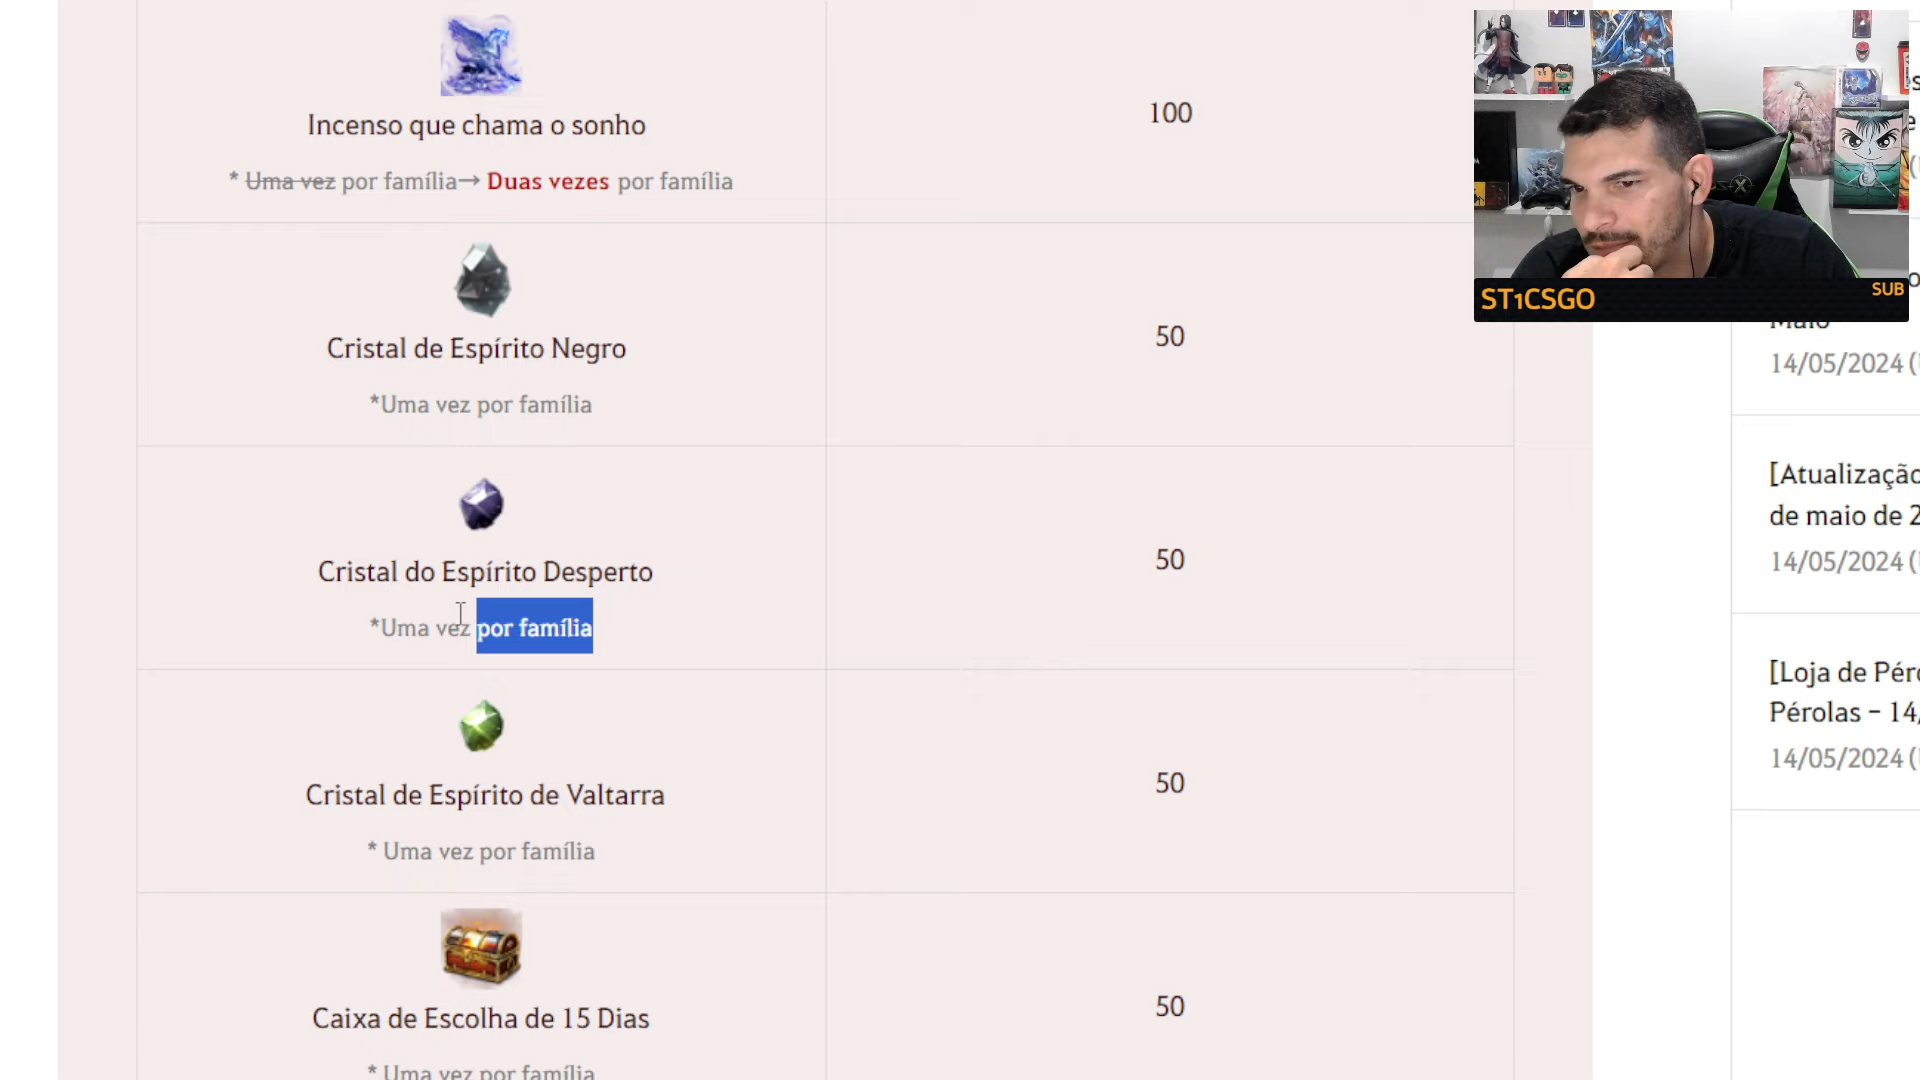 Incenso que chama o sonho
* Uma vez por família→ Duas vezes por família
100
Cristal de Espírito Negro
*Uma vez por família
50
Cristal do Espírito Desperto
*Uma vez por família
50
Cristal de Espírito de Valtarra
* Uma vez por família
50
Caixa de Escolha de 15 Dias
* Uma vez por família
50
ST1CSGO
SUB
Maio
14/05/2024 (
[Atualização
de maio de 2
14/05/2024 (
[Loja de Péro
Pérolas – 14/
14/05/2024 (